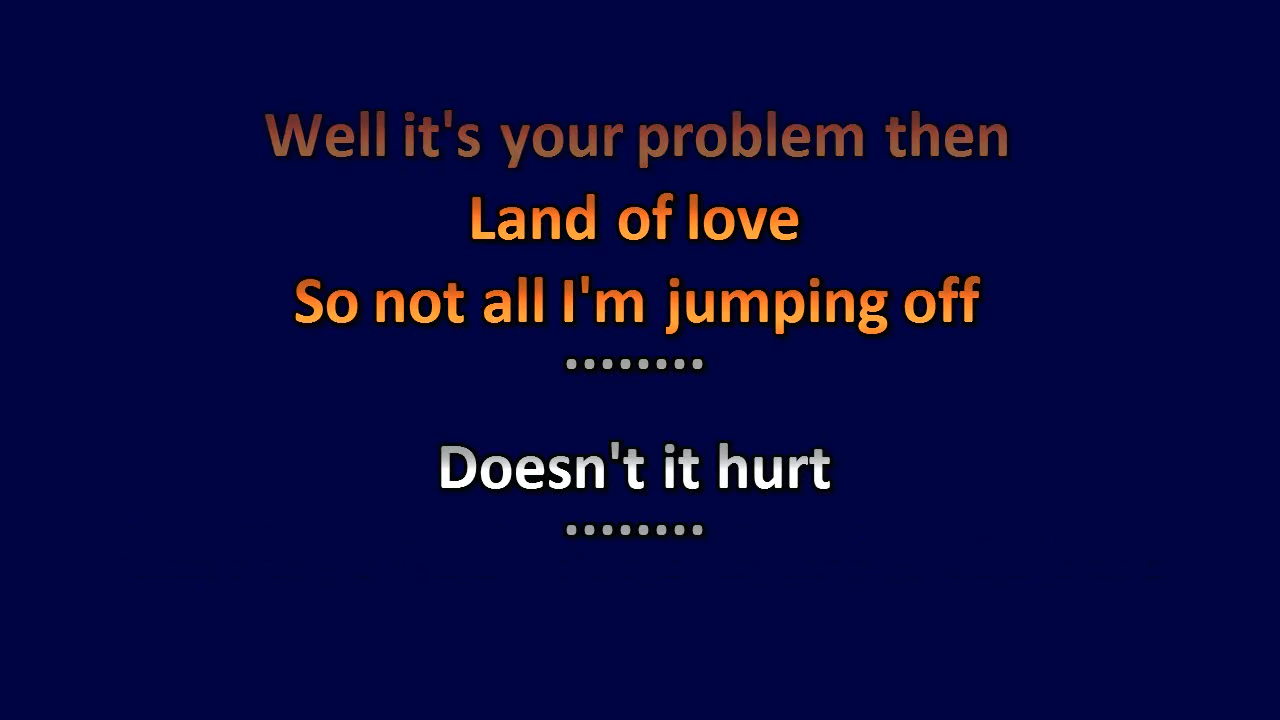 Well it's your problem then
Land of love
So not all I'm jumping off
........
Doesn't it hurt
........